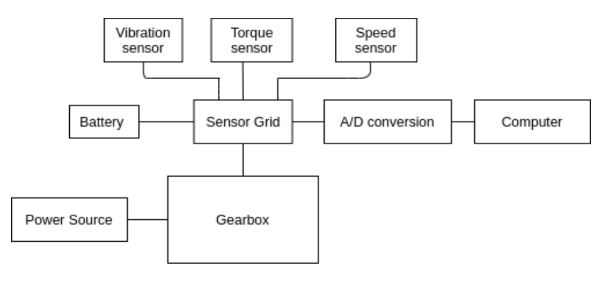 Vibration
sensor
Torque
sensor
Speed
sensor
Battery
Sensor Grid
A/D conversion
Computer
Power Source
Gearbox